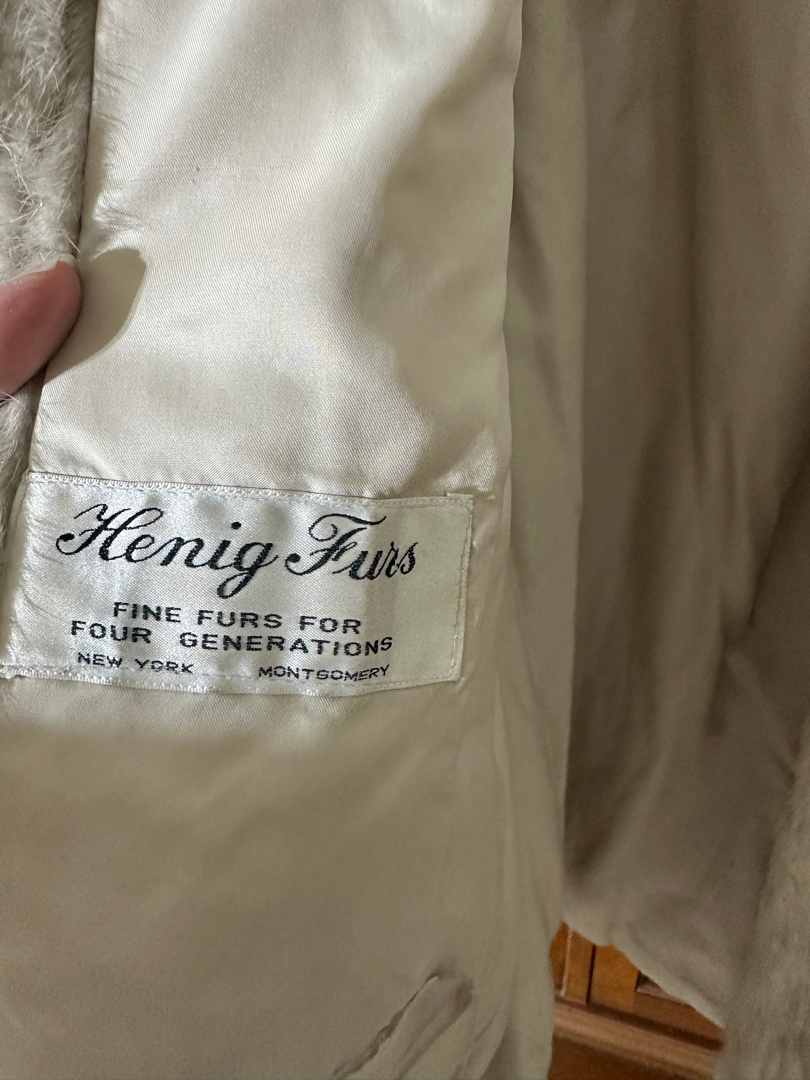 Henig Furs
FINE FURS FOR
FOUR GENERATIONS
NEW YORK MONTGOMERY